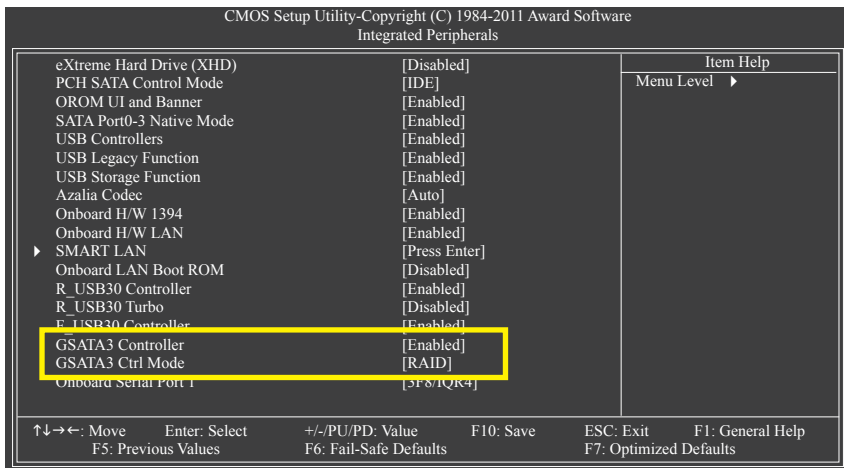 CMOS Setup Utility-Copyright (C) 1984-2011 Award Software
Integrated Peripherals
eXtreme Hard Drive (XHD) [Disabled]
PCH SATA Control Mode [IDE]
OROM UI and Banner [Enabled]
SATA Port0-3 Native Mode [Enabled]
USB Controllers [Enabled]
USB Legacy Function [Enabled]
USB Storage Function [Enabled]
Azalia Codec [Auto]
Onboard H/W 1394 [Enabled]
Onboard H/W LAN [Enabled]
SMART LAN [Press Enter]
Onboard LAN Boot ROM [Disabled]
R_USB30 Controller [Enabled]
R_USB30 Turbo [Disabled]
F_USB30 Controller [Enabled]
GSATA3 Controller [Enabled]
GSATA3 Ctrl Mode [RAID]
Onboard Serial Port 1 [3F8/IQR4]
Item Help
Menu Level
↑↓→←: Move Enter: Select +/-/PU/PD: Value F10: Save ESC: Exit F1: General Help
F5: Previous Values F6: Fail-Safe Defaults F7: Optimized Defaults